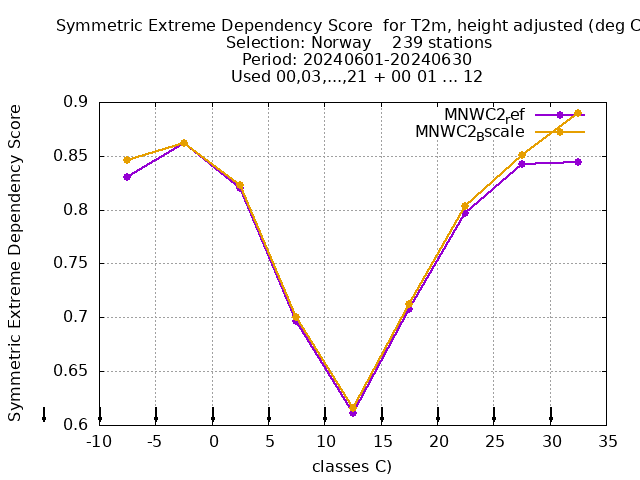 Symmetric Extreme Dependency Score for T2m, height adjusted (deg C
Selection: Norway 239 stations
Period: 20240601-20240630
Used 00,03,...,21 + 00 01 ... 12
Symmetric Extreme Dependency Score
0.9
0.85
0.8
0.75
0.7
0.65
0.6
MNWC2ref
MNWC2Bscale
-10 -5 0 5 10 15 20 25 30 35
classes C)